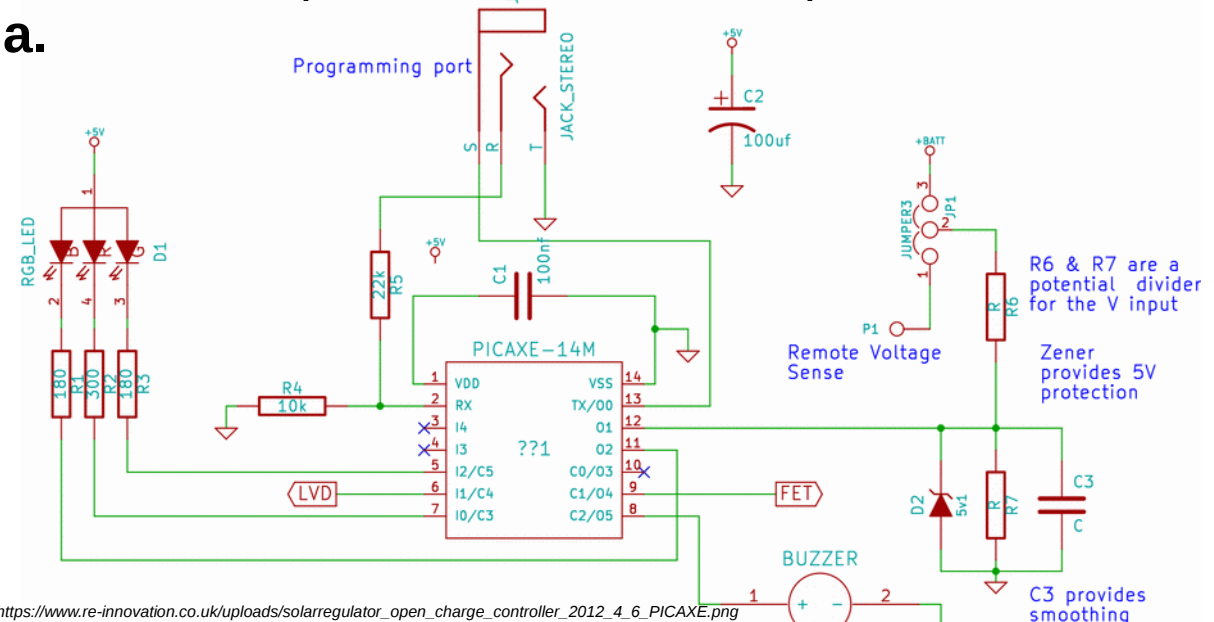 a.
Programming port
JACK_STEREO
S
R
T
+5V
C2
100uf
+5V
1
RGB_LED
B
R
G
D1
2
4
3
180
R1
300
R2
180
R3
22k
R5
+5V
C1
100nf
R4
10k
PICAXE-14M
1 VDD
2 RX
3 I4
4 I3
5 I2/C5
6 I1/C4
7 I0/C3
??1
VSS 14
TX/O0 13
O1 12
O2 11
C0/O3 10
C1/O4 9
C2/O5 8
LVD
FET
+BATT
3
JUMPER3
JP1
2
1
P1
Remote Voltage
Sense
R
R6
R6 & R7 are a
potential divider
for the V input
Zener
provides 5V
protection
D2
5v1
R
R7
C3
C
C3 provides
smoothing
BUZZER
1
+ -
2
https://www.re-innovation.co.uk/uploads/solarregulator_open_charge_controller_2012_4_6_PICAXE.png